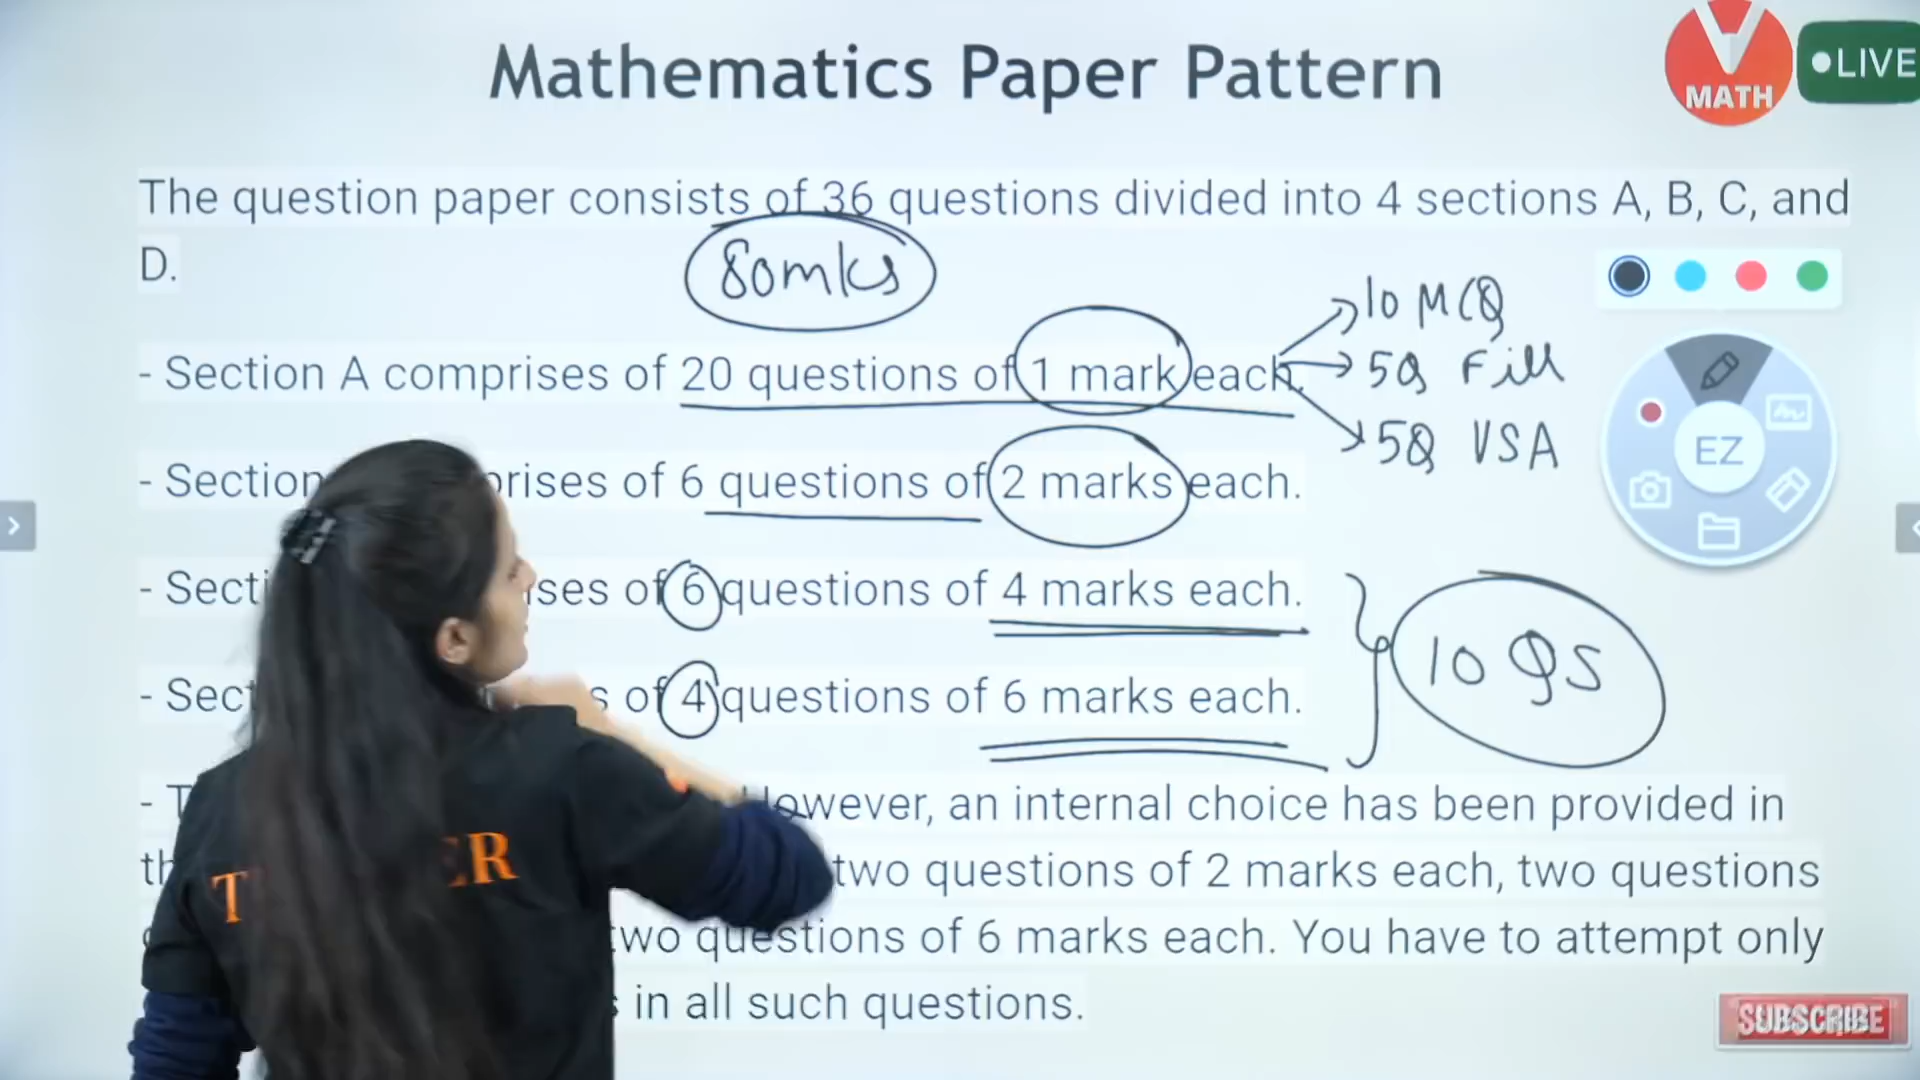 Mathematics Paper Pattern
MATH
LIVE
The question paper consists of 36 questions divided into 4 sections A, B, C, and
D.
80mks
10 MCQ
- Section A comprises of 20 questions of 1 mark each.
5Q Fill
5Q VSA
- Section of 6 questions of 2 marks each.
EZ
- of 6 questions of 4 marks each.
- of 4 questions of 6 marks each.
10 QS
- However, an internal choice has been provided in
two questions of 2 marks each, two questions
two questions of 6 marks each. You have to attempt only
in all such questions.
SUBSCRIBE